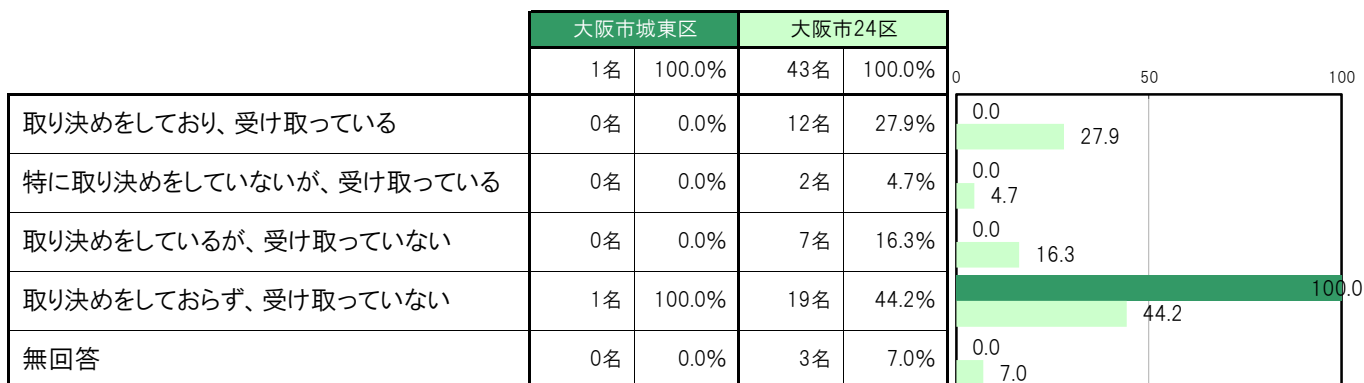 大阪市城東区 大阪市24区
1名 100.0% 43名 100.0% 0 50 100
取り決めをしており、受け取っている 0名 0.0% 12名 27.9% 0.0
27.9
特に取り決めをしていないが、受け取っている 0名 0.0% 2名 4.7% 0.0
4.7
取り決めをしているが、受け取っていない 0名 0.0% 7名 16.3% 0.0
16.3
取り決めをしておらず、受け取っていない 1名 100.0% 19名 44.2% 100.0
44.2
無回答 0名 0.0% 3名 7.0% 0.0
7.0